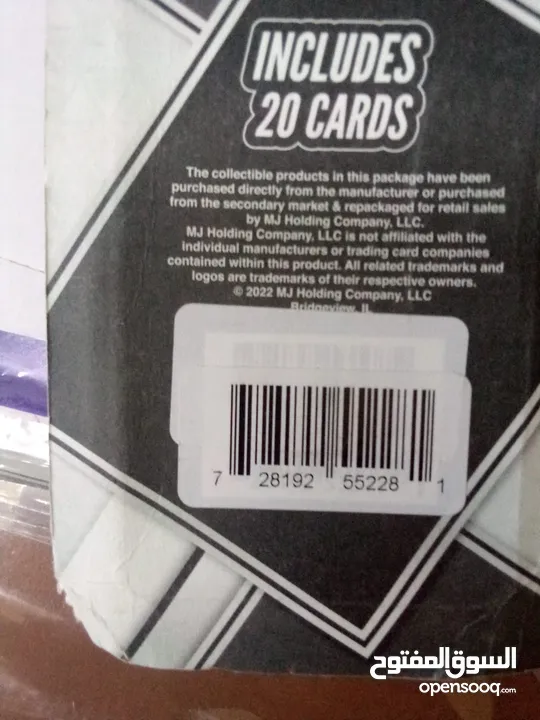 INCLUDES
20 CARDS
The collectible products in this package have been
purchased directly from the manufacturer or purchased
from the secondary market & repackaged for retail sales
by MJ Holding Company, LLC.
MJ Holding Company, LLC is not affiliated with the
individual manufacturers or trading card companies
contained within this product. All related trademarks and
logos are trademarks of their respective owners.
© 2022 MJ Holding Company, LLC
Bridgeview, IL
7 28192 55228 1
السوق المفتوح
opensooq.com